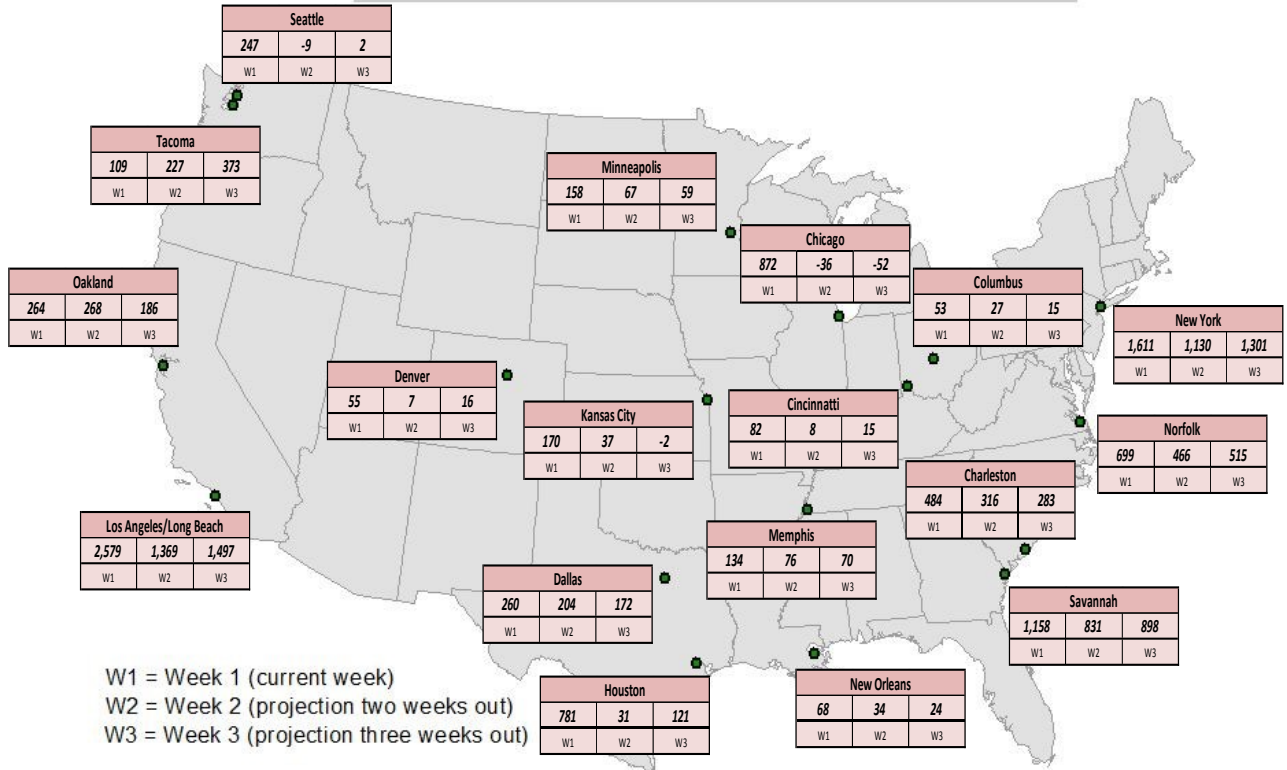 Seattle
247 -9 2
W1 W2 W3
Tacoma
109 227 373
W1 W2 W3
Minneapolis
158 67 59
W1 W2 W3
Chicago
872 -36 -52
W1 W2 W3
Oakland
264 268 186
W1 W2 W3
Columbus
53 27 15
W1 W2 W3
New York
1,611 1,130 1,301
W1 W2 W3
Denver
55 7 16
W1 W2 W3
Kansas City
170 37 -2
W1 W2 W3
Cincinnatti
82 8 15
W1 W2 W3
Norfolk
699 466 515
W1 W2 W3
Charleston
484 316 283
W1 W2 W3
Los Angeles/Long Beach
2,579 1,369 1,497
W1 W2 W3
Memphis
134 76 70
W1 W2 W3
Dallas
260 204 172
W1 W2 W3
Savannah
1,158 831 898
W1 W2 W3
Houston
781 31 121
W1 W2 W3
New Orleans
68 34 24
W1 W2 W3
W1 = Week 1 (current week)
W2 = Week 2 (projection two weeks out)
W3 = Week 3 (projection three weeks out)